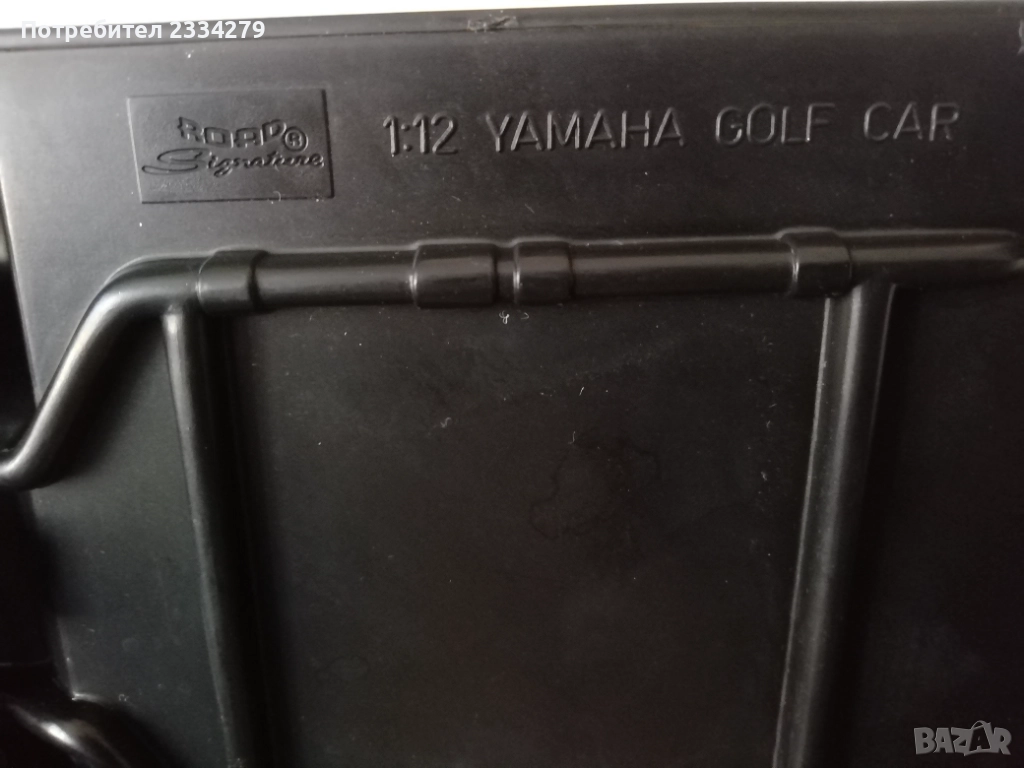 Потребител 2334279
ROAD®
Signature
1:12 YAMAHA GOLF CAR
BAZAR